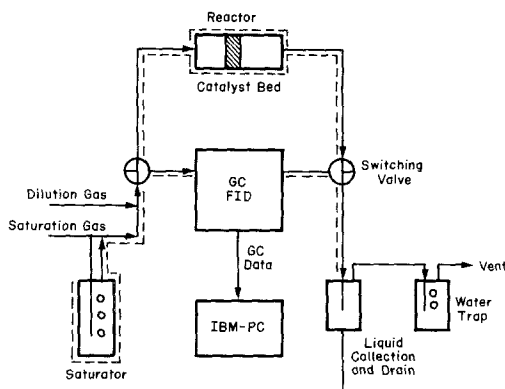 Reactor
Catalyst Bed
Switching
Valve
GC
FID
Dilution Gas
Saturation Gas
GC
Data
Vent
IBM-PC
Water
Trap
Liquid
Collection
and Drain
Saturator